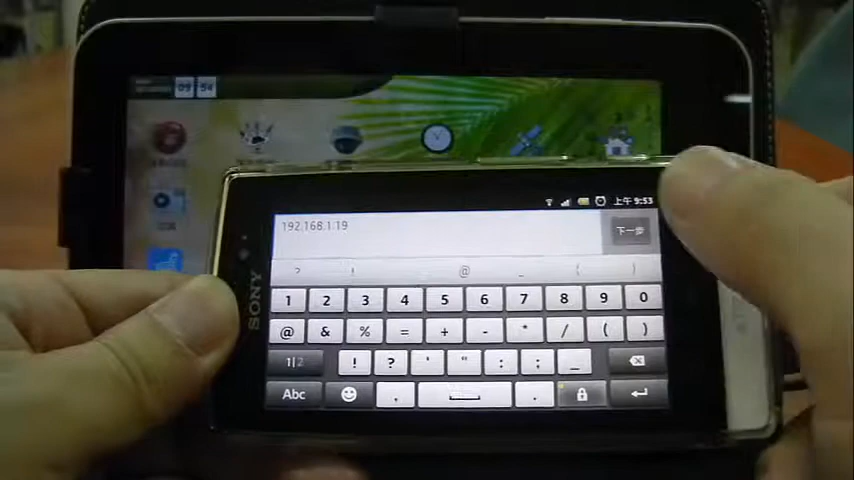 09 54
上午 9:53
192.168.1.19
下一步
? ! @ _ ( )
SONY
1 2 3 4 5 6 7 8 9 0
@ & % = + - * / ( )
1|2 ! ? ' " : ; _
Abc , .